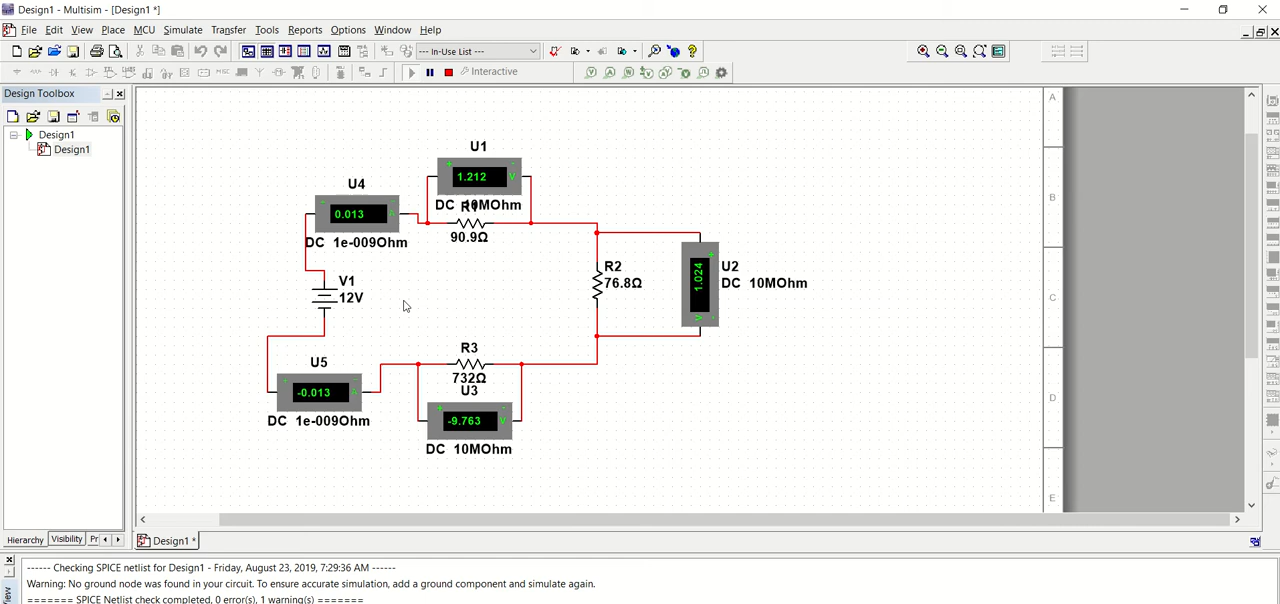 Design1 - Multisim - [Design1 *]
File Edit View Place MCU Simulate Transfer Tools Reports Options Window Help
--- In-Use List ---
Interactive
Design Toolbox
Design1
Design1
A
B
C
D
E
U1
1.212 V
DC 10MOhm
R1
90.9Ω
U4
0.013 A
DC 1e-009Ohm
V1
12V
R2
76.8Ω
1.024
V
U2
DC 10MOhm
U5
-0.013
DC 1e-009Ohm
R3
732Ω
U3
-9.763 V
DC 10MOhm
Hierarchy Visibility Pr
Design1 *
------ Checking SPICE netlist for Design1 - Friday, August 23, 2019, 7:29:36 AM ------
Warning: No ground node was found in your circuit. To ensure accurate simulation, add a ground component and simulate again.
======= SPICE Netlist check completed, 0 error(s), 1 warning(s) =======